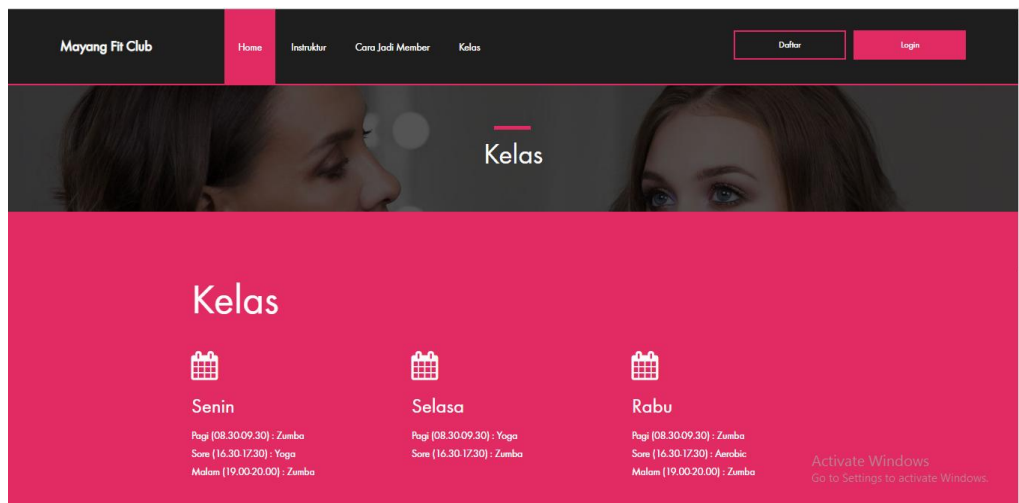 Mayang Fit Club
Home
Instruktur
Cara Jadi Member
Kelas
Daftar
Login
Kelas
Kelas
Senin
Pagi (08.30-09.30) : Zumba
Sore (16.30-17.30) : Yoga
Malam (19.00-20.00) : Zumba
Selasa
Pagi (08.30-09.30) : Yoga
Sore (16.30-17.30) : Zumba
Rabu
Pagi (08.30-09.30) : Zumba
Sore (16.30-17.30) : Aerobic
Malam (19.00-20.00) : Zumba
Activate Windows
Go to Settings to activate Windows.